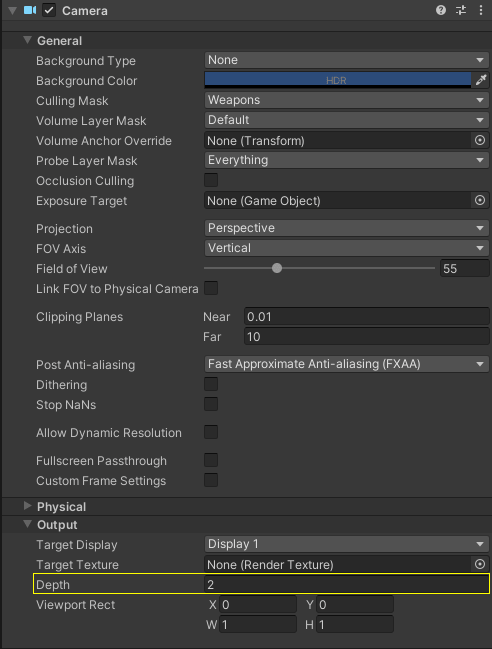 Camera
General
Background Type None
Background Color HDR
Culling Mask Weapons
Volume Layer Mask Default
Volume Anchor Override None (Transform)
Probe Layer Mask Everything
Occlusion Culling
Exposure Target None (Game Object)
Projection Perspective
FOV Axis Vertical
Field of View 55
Link FOV to Physical Camera
Clipping Planes Near 0.01
Far 10
Post Anti-aliasing Fast Approximate Anti-aliasing (FXAA)
Dithering
Stop NaNs
Allow Dynamic Resolution
Fullscreen Passthrough
Custom Frame Settings
Physical
Output
Target Display Display 1
Target Texture None (Render Texture)
Depth 2
Viewport Rect X 0 Y 0
W 1 H 1